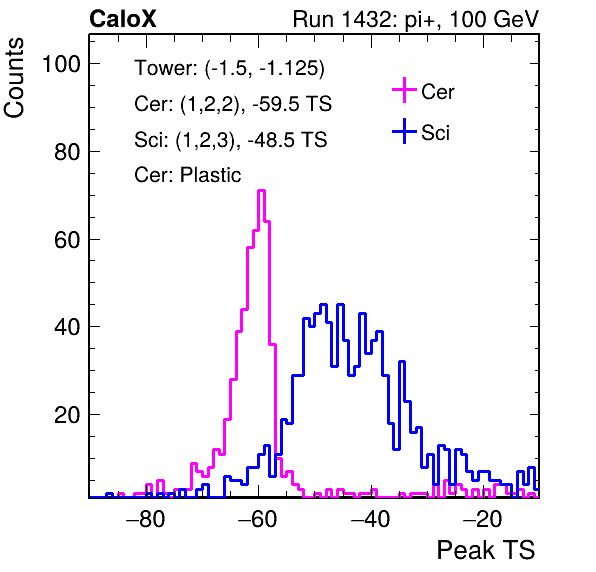 CaloX Run 1432: pi+, 100 GeV
Counts
Tower: (-1.5, -1.125)
Cer: (1,2,2), -59.5 TS
Sci: (1,2,3), -48.5 TS
Cer: Plastic
Cer
Sci
100
80
60
40
20
−80 −60 −40 −20
Peak TS